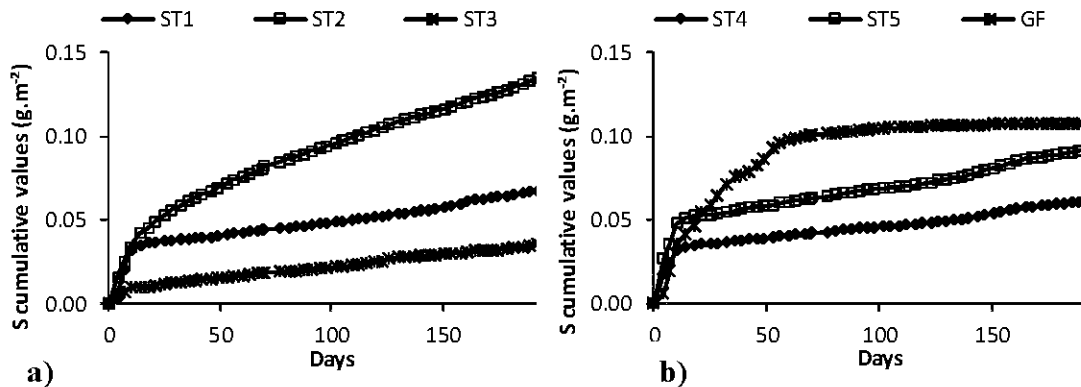 ST1 ST2 ST3
S cumulative values (g.m⁻²)
0.15
0.10
0.05
0.00
0 50 100 150
Days
a)
ST4 ST5 GF
S cumulative values (g.m⁻²)
0.15
0.10
0.05
0.00
0 50 100 150
Days
b)